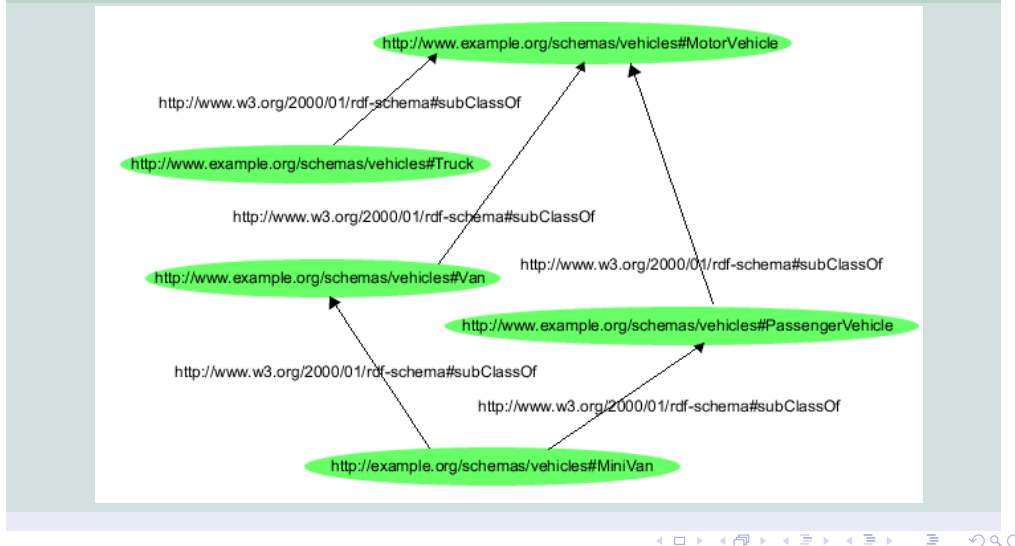 http://www.example.org/schemas/vehicles#MotorVehicle
http://www.w3.org/2000/01/rdf-schema#subClassOf
http://www.example.org/schemas/vehicles#Truck
http://www.w3.org/2000/01/rdf-schema#subClassOf
http://www.w3.org/2000/01/rdf-schema#subClassOf
http://www.example.org/schemas/vehicles#Van
http://www.example.org/schemas/vehicles#PassengerVehicle
http://www.w3.org/2000/01/rdf-schema#subClassOf
http://www.w3.org/2000/01/rdf-schema#subClassOf
http://example.org/schemas/vehicles#MiniVan